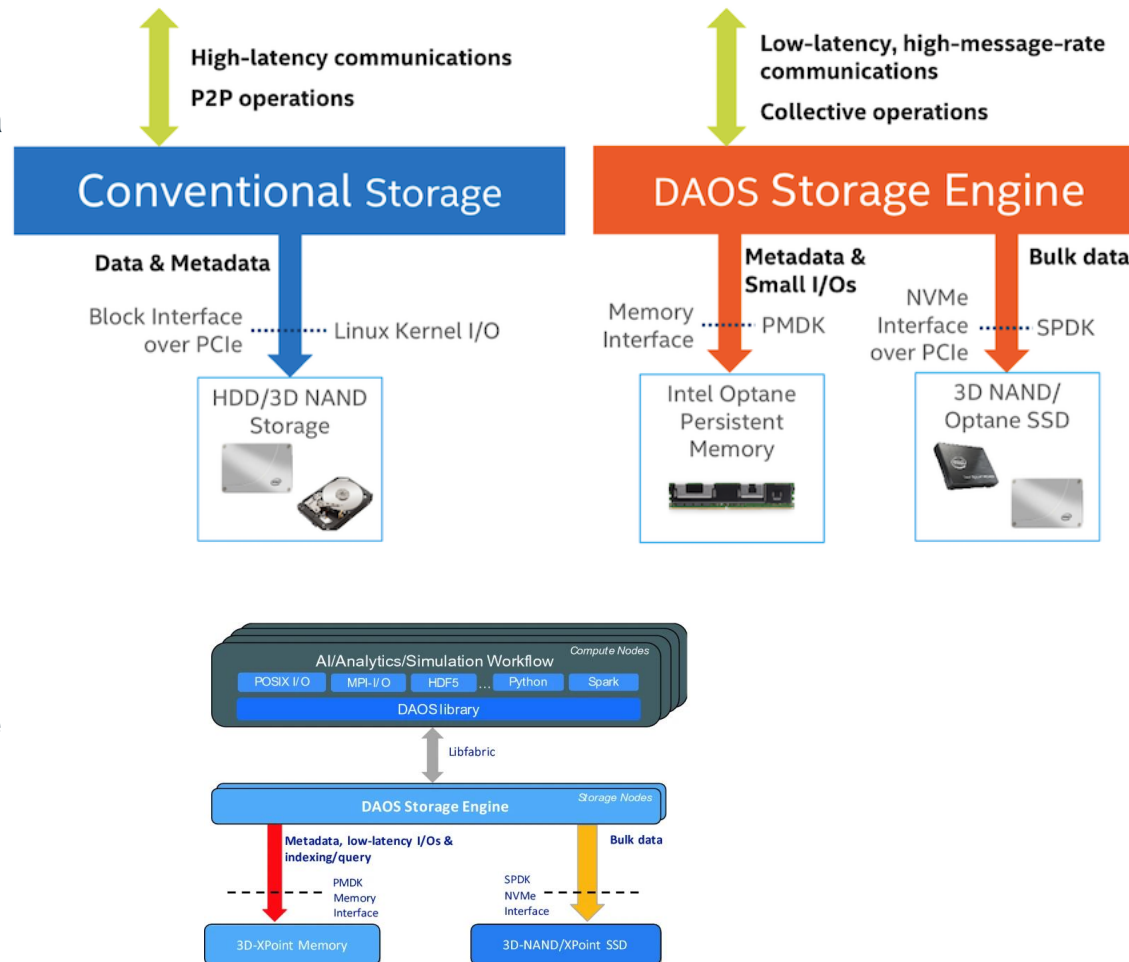 High-latency communications
P2P operations
Low-latency, high-message-rate
communications
Collective operations
Conventional Storage
DAOS Storage Engine
Data & Metadata
Block Interface
over PCIe
Linux Kernel I/O
HDD/3D NAND
Storage
Metadata &
Small I/Os
Memory
Interface
PMDK
Intel Optane
Persistent
Memory
Bulk data
NVMe
Interface
over PCIe
SPDK
3D NAND/
Optane SSD
Compute Nodes
AI/Analytics/Simulation Workflow
POSIX I/O
MPI-I/O
HDF5
...
Python
Spark
DAOS library
Libfabric
Storage Nodes
DAOS Storage Engine
Metadata, low-latency I/Os &
indexing/query
Bulk data
PMDK
Memory
Interface
SPDK
NVMe
Interface
3D-XPoint Memory
3D-NAND/XPoint SSD